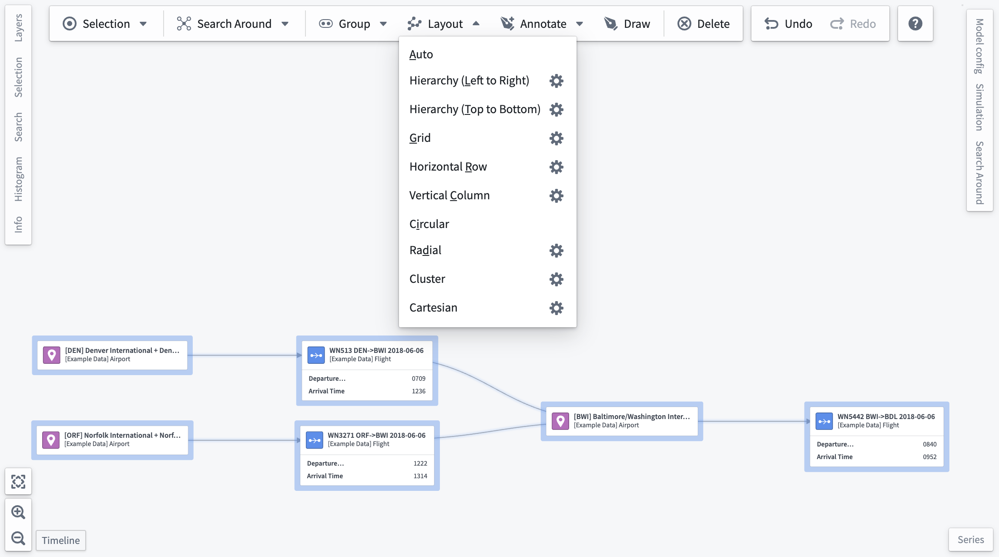 Selection
Search Around
Group
Layout
Annotate
Draw
Delete
Undo
Redo
?
Layers
Selection
Search
Histogram
Info
Model config
Simulation
Search Around
Auto
Hierarchy (Left to Right)
Hierarchy (Top to Bottom)
Grid
Horizontal Row
Vertical Column
Circular
Radial
Cluster
Cartesian
[DEN] Denver International + Den...
[Example Data] Airport
WN513 DEN->BWI 2018-06-06
[Example Data] Flight
Departure... 0709
Arrival Time 1236
[ORF] Norfolk International + Norf...
[Example Data] Airport
WN3271 ORF->BWI 2018-06-06
[Example Data] Flight
Departure... 1222
Arrival Time 1314
[BWI] Baltimore/Washington Inter...
[Example Data] Airport
WN5442 BWI->BDL 2018-06-06
[Example Data] Flight
Departure... 0840
Arrival Time 0952
Timeline
Series